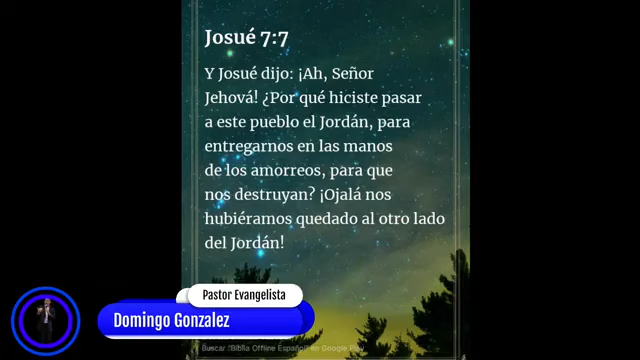 Josué 7:7
Y Josué dijo: ¡Ah, Señor
Jehová! ¿Por qué hiciste pasar
a este pueblo el Jordán, para
entregarnos en las manos
de los amorreos, para que
nos destruyan? ¡Ojalá nos
hubiéramos quedado al otro lado
del Jordán!
Pastor Evangelista
Domingo Gonzalez
Buscar "Biblia Offline Español" en Google Play